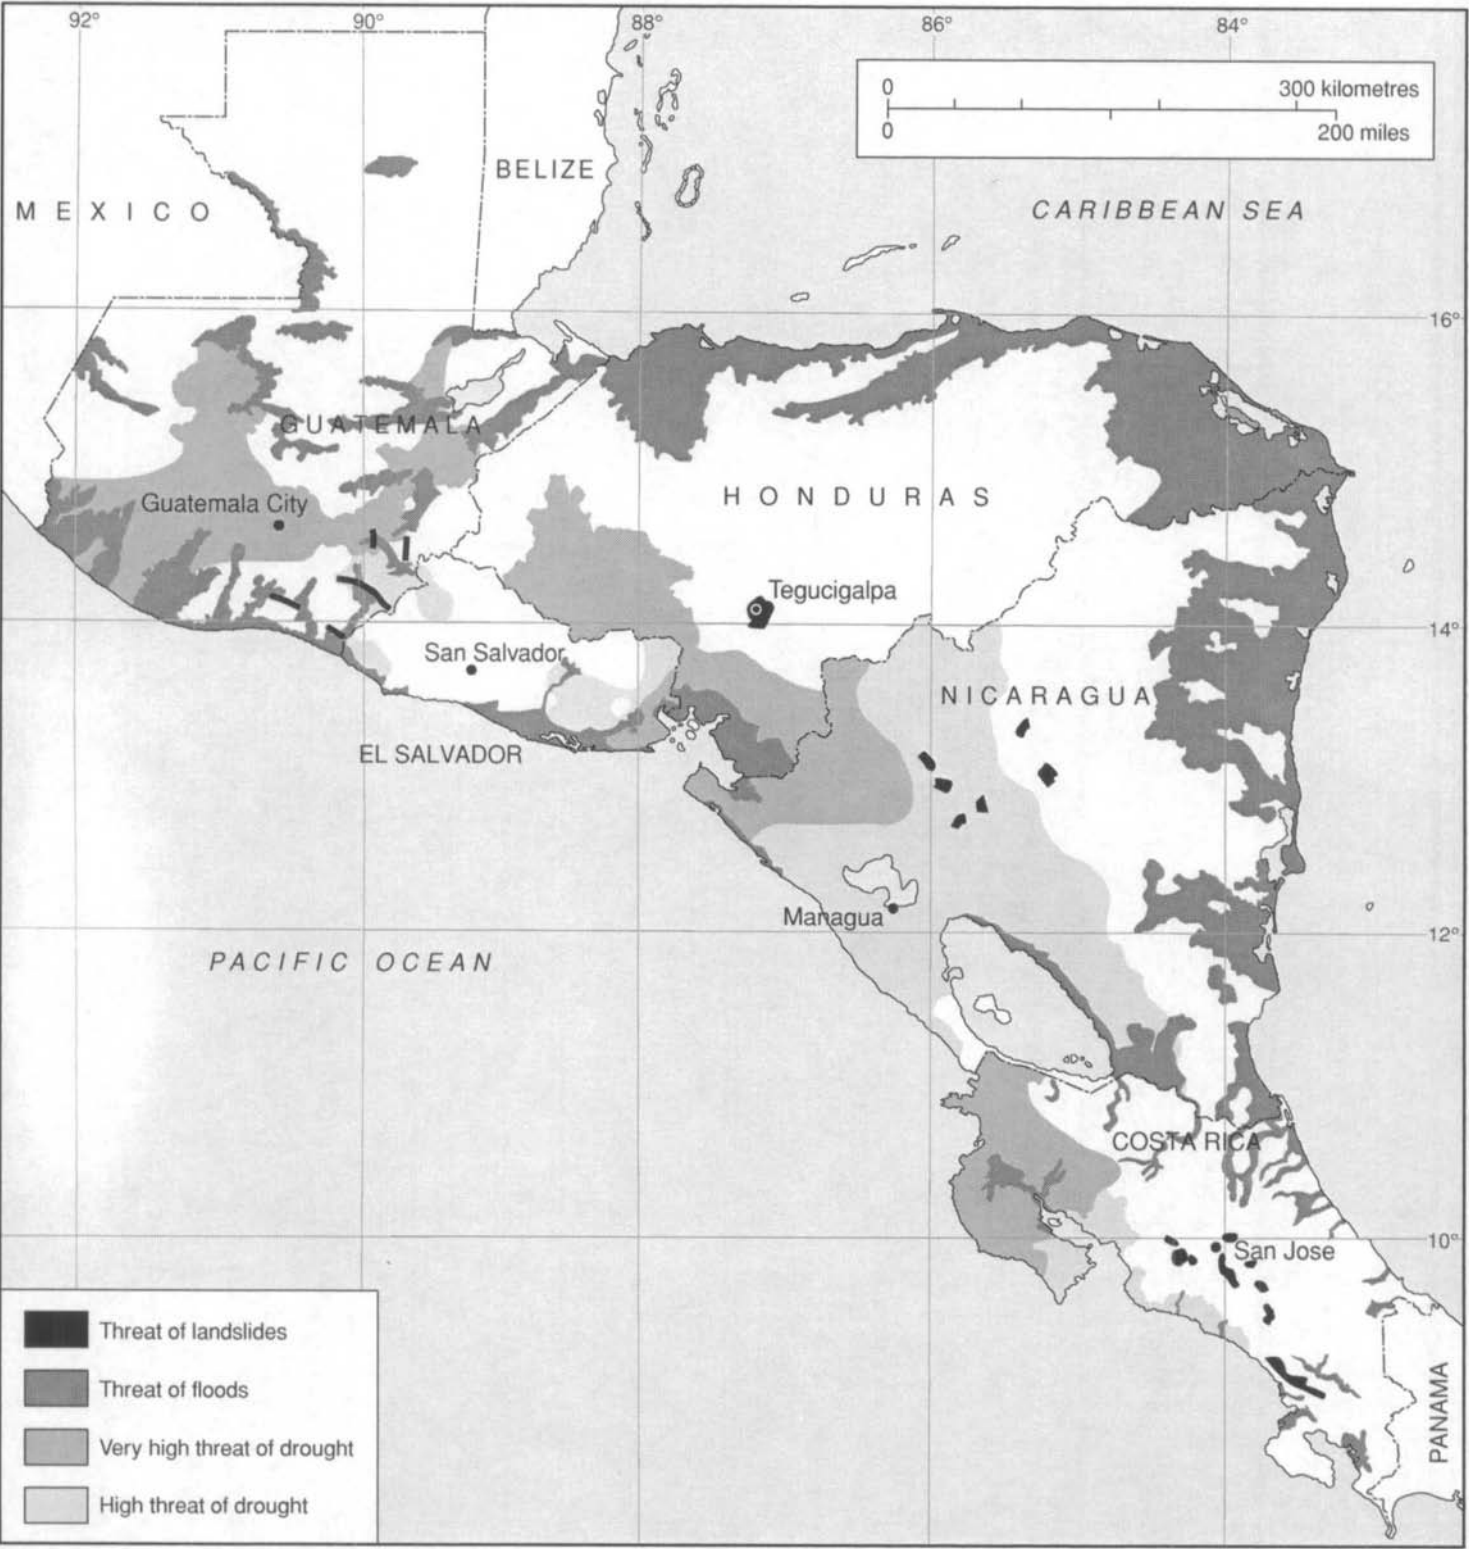 92°
90°
88°
86°
84°
0
300 kilometres
0
200 miles
BELIZE
MEXICO
CARIBBEAN SEA
16°
GUATEMALA
Guatemala City
HONDURAS
Tegucigalpa
14°
San Salvador
NICARAGUA
EL SALVADOR
Managua
12°
PACIFIC OCEAN
COSTA RICA
10°
San Jose
Threat of landslides
Threat of floods
Very high threat of drought
High threat of drought
PANAMA